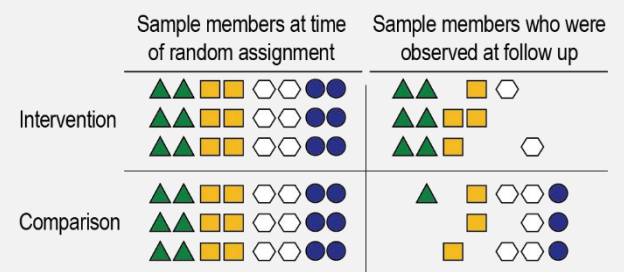 Sample members at time
of random assignment
Sample members who were
observed at follow up
Intervention
Comparison